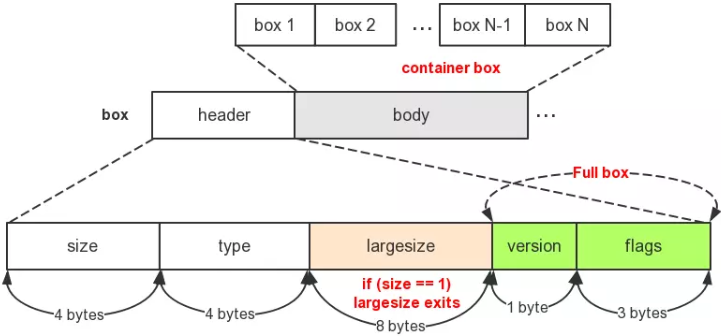 box 1 box 2 ... box N-1 box N
container box
box header body ...
Full box
size type largesize version flags
if (size == 1)
largesize exits
4 bytes 4 bytes 8 bytes 1 byte 3 bytes